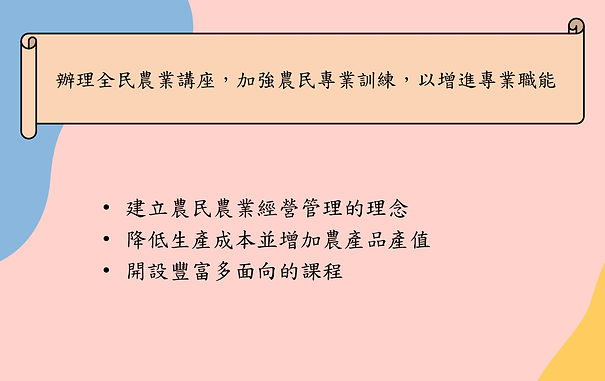 辦理全民農業講座，加強農民專業訓練，以增進專業職能
• 建立農民農業經營管理的理念
• 降低生產成本並增加農產品產值
• 開設豐富多面向的課程